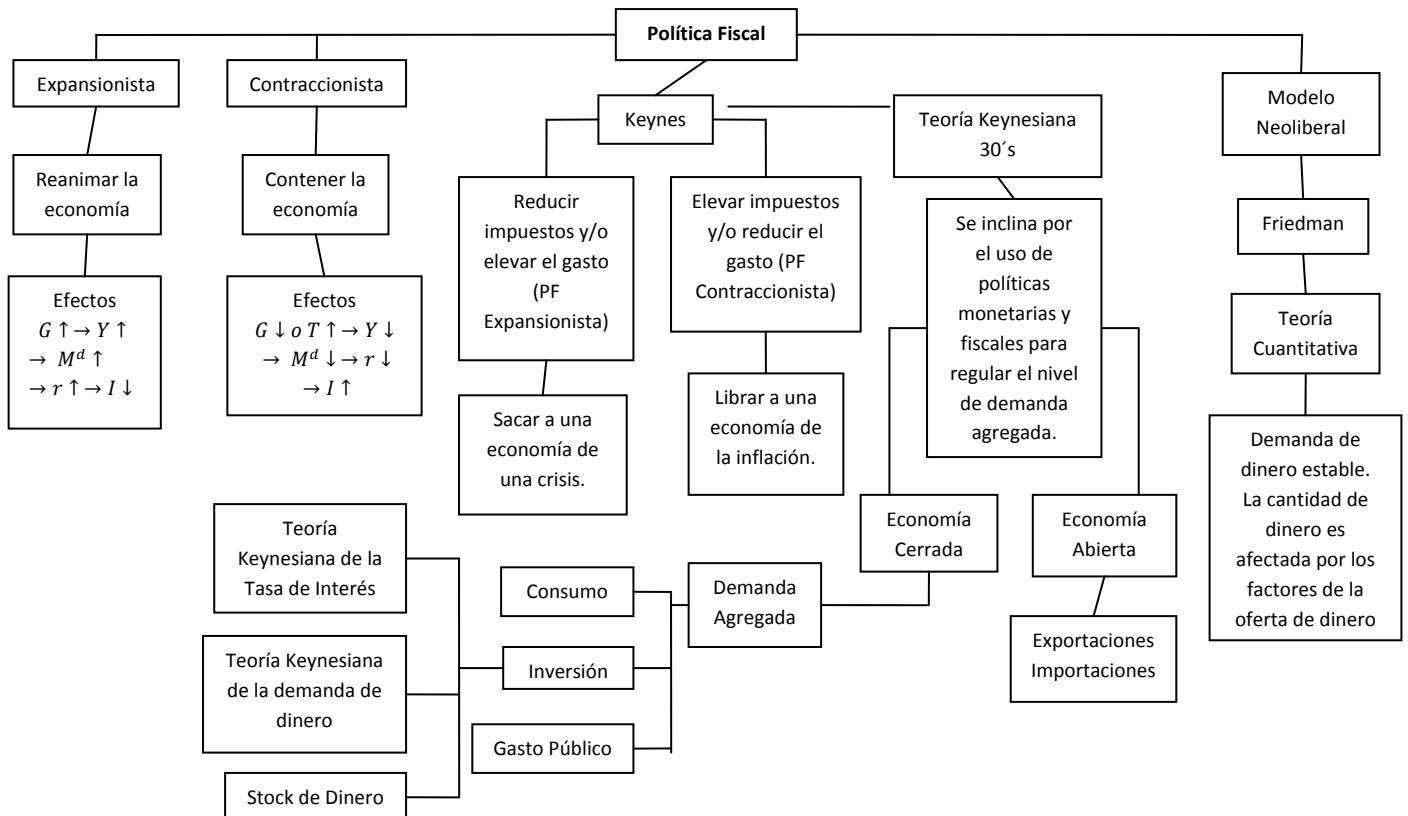 Política Fiscal
Expansionista
Contraccionista
Keynes
Teoría Keynesiana
30´s
Modelo
Neoliberal
Reanimar la
economía
Contener la
economía
Reducir
impuestos y/o
elevar el gasto
(PF
Expansionista)
Elevar impuestos
y/o reducir el
gasto (PF
Contraccionista)
Se inclina por
el uso de
políticas
monetarias y
fiscales para
regular el nivel
de demanda
agregada.
Friedman
Efectos
G ↑ → Y ↑
→ Mᵈ ↑
→ r ↑ → I ↓
Efectos
G ↓ o T ↑ → Y ↓
→ Mᵈ ↓ → r ↓
→ I ↑
Teoría
Cuantitativa
Sacar a una
economía de
una crisis.
Librar a una
economía de
la inflación.
Demanda de
dinero estable.
La cantidad de
dinero es
afectada por los
factores de la
oferta de dinero
Economía
Cerrada
Economía
Abierta
Teoría
Keynesiana de la
Tasa de Interés
Consumo
Demanda
Agregada
Exportaciones
Importaciones
Teoría Keynesiana
de la demanda de
dinero
Inversión
Gasto Público
Stock de Dinero